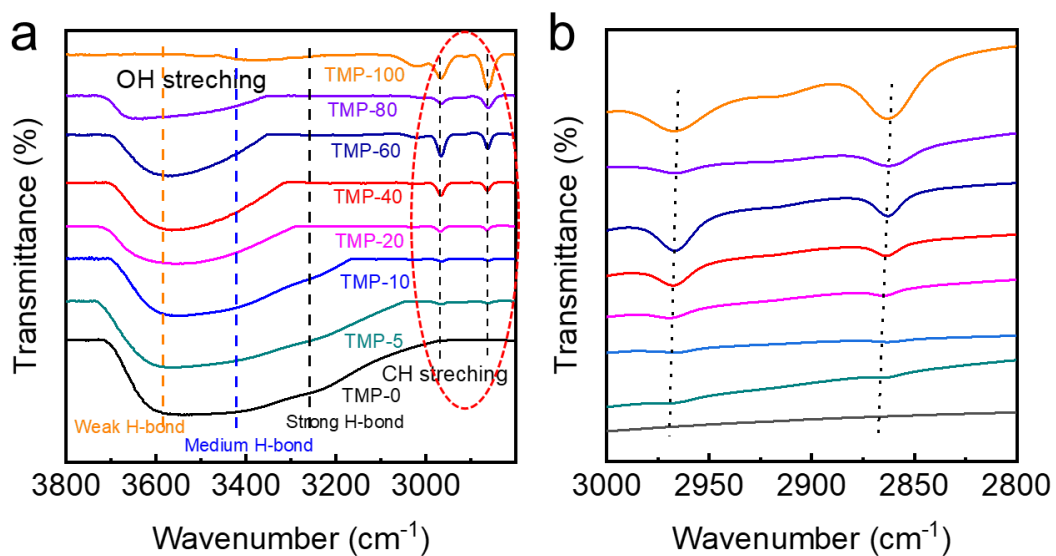 a
Transmittance (%)
OH streching
TMP-100
TMP-80
TMP-60
TMP-40
TMP-20
TMP-10
TMP-5
CH streching
TMP-0
Strong H-bond
Weak H-bond
Medium H-bond
3800 3600 3400 3200 3000
Wavenumber (cm-1)
b
Transmittance (%)
3000 2950 2900 2850 2800
Wavenumber (cm-1)